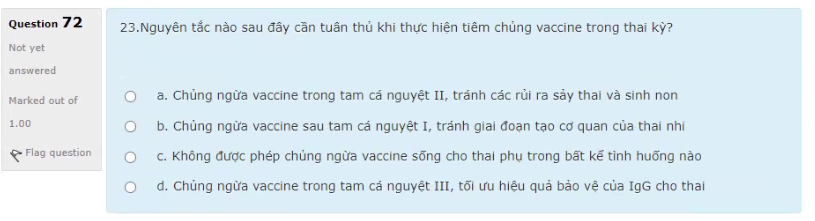 Question 72
Not yet
answered
Marked out of
1.00
Flag question
23.Nguyên tắc nào sau đây cần tuân thủ khi thực hiện tiêm chủng vaccine trong thai kỳ?
a. Chủng ngừa vaccine trong tam cá nguyệt II, tránh các rủi ra sảy thai và sinh non
b. Chủng ngừa vaccine sau tam cá nguyệt I, tránh giai đoạn tạo cơ quan của thai nhi
c. Không được phép chủng ngừa vaccine sống cho thai phụ trong bất kể tình huống nào
d. Chủng ngừa vaccine trong tam cá nguyệt III, tối ưu hiệu quả bảo vệ của IgG cho thai